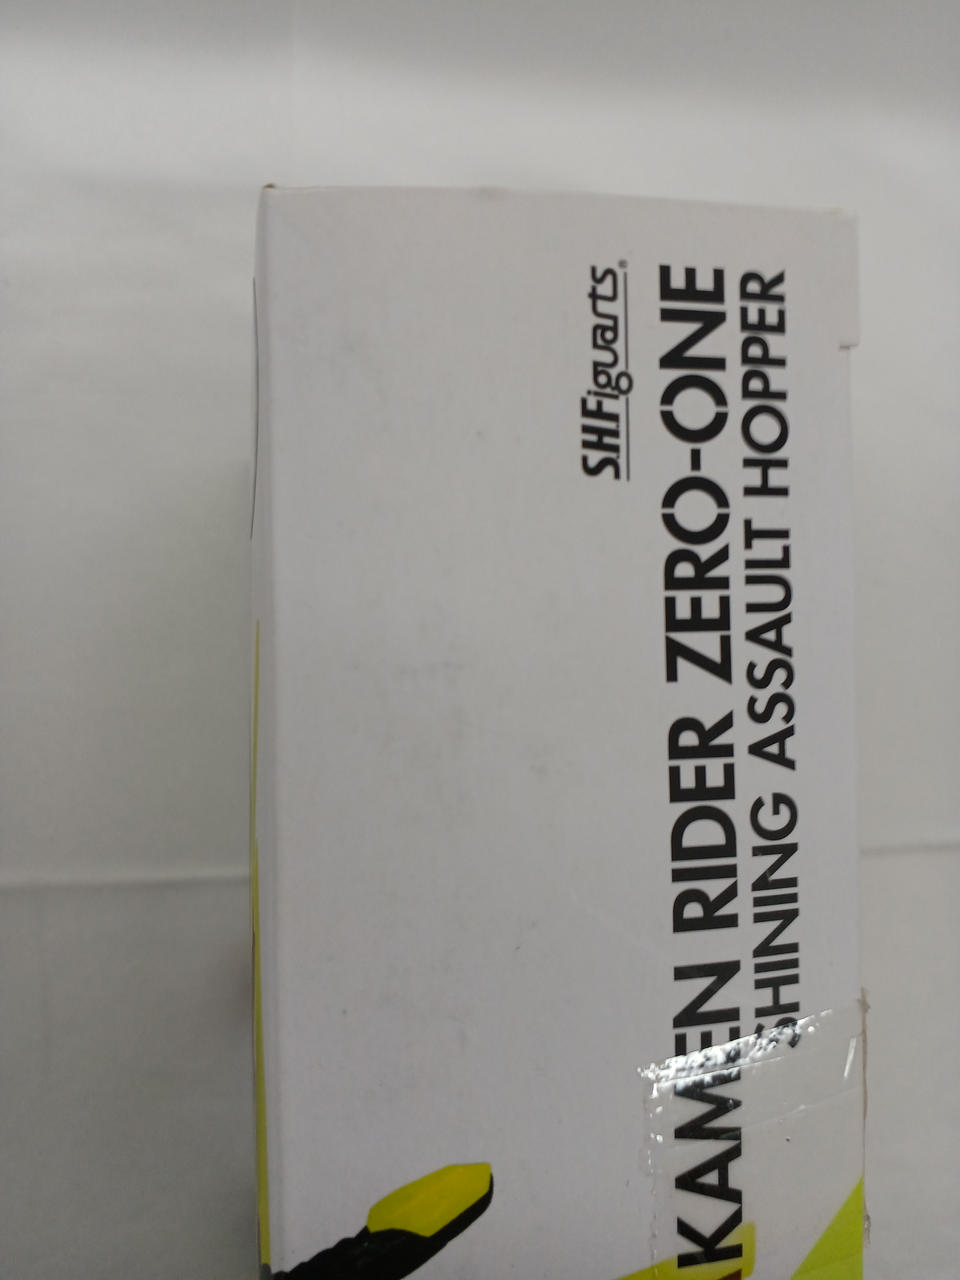 S.H.Figuarts®
KAMEN RIDER ZERO-ONE
SHINING ASSAULT HOPPER